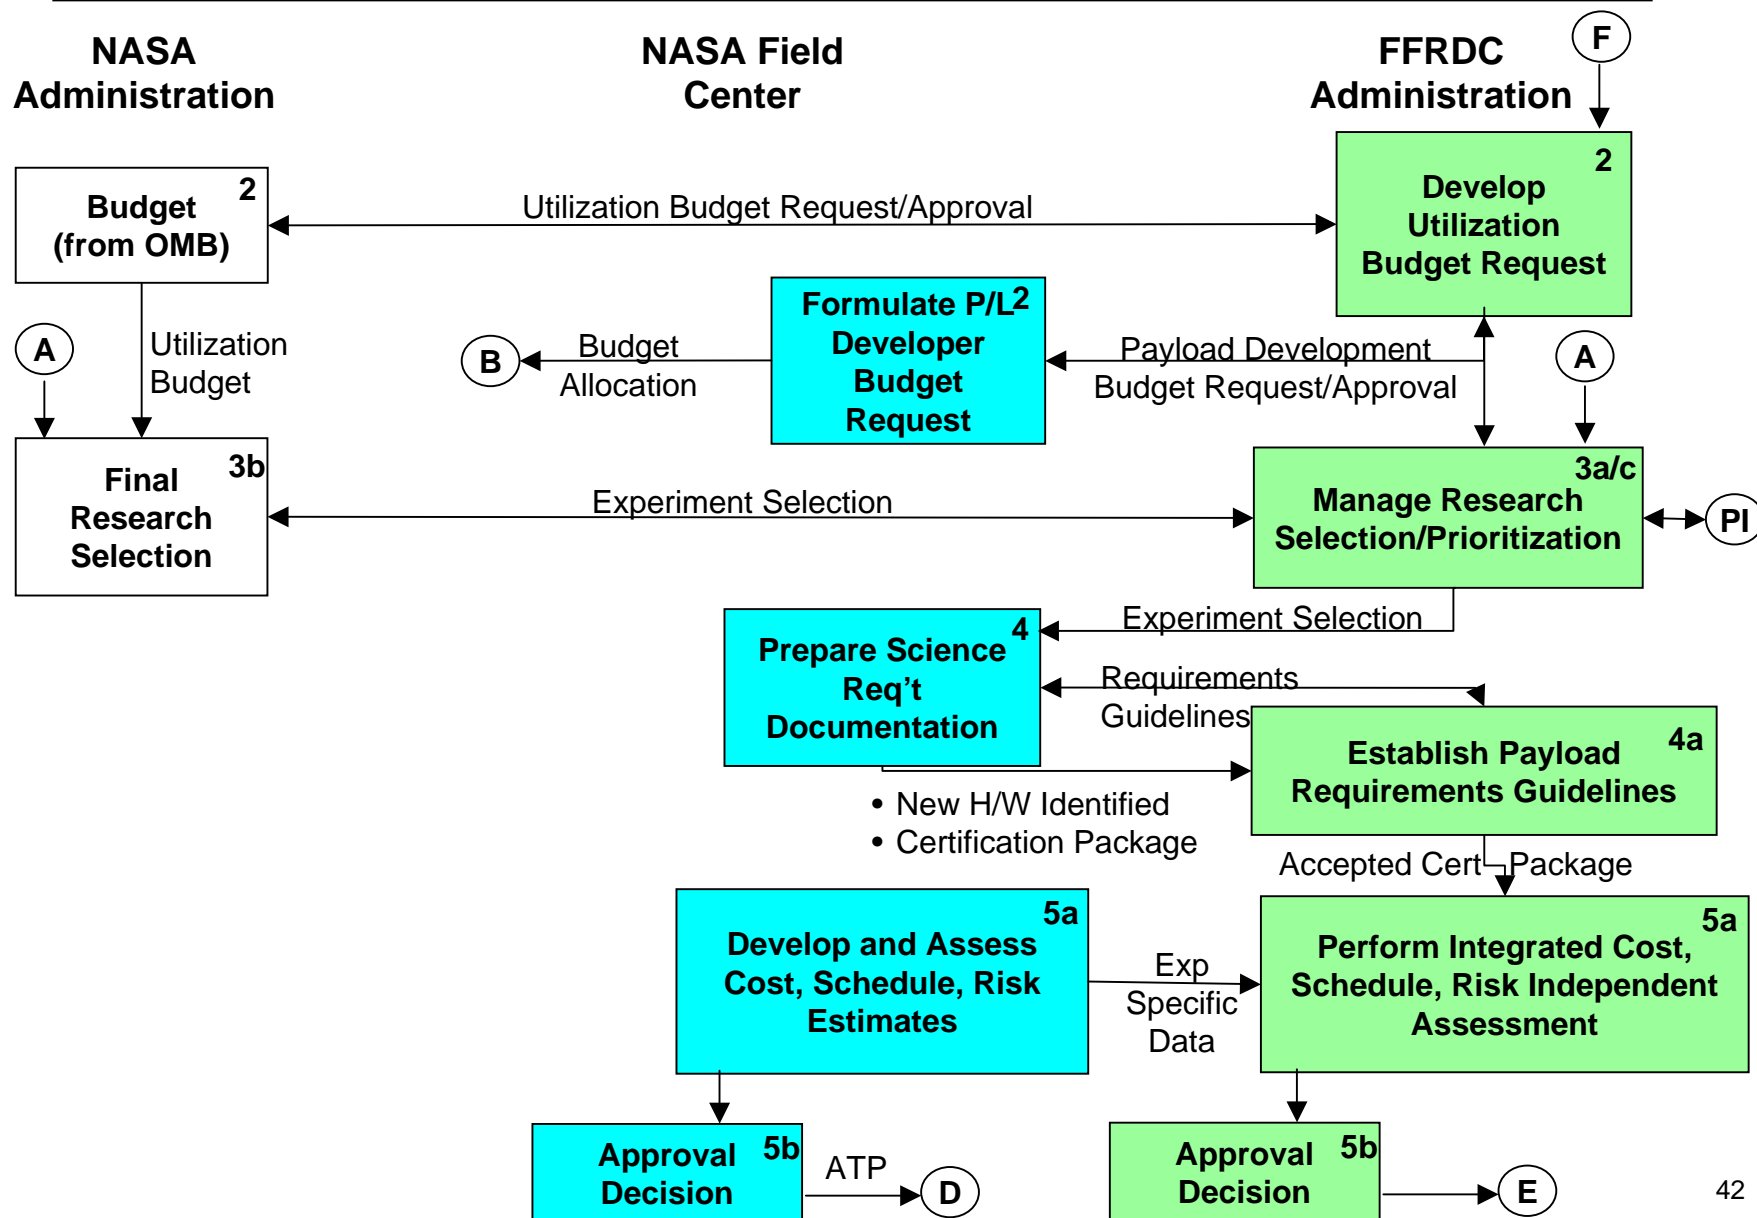 NASA
Administration
NASA Field
Center
FFRDC
Administration
F
2
Budget
(from OMB)
Utilization Budget Request/Approval
2
Develop
Utilization
Budget Request
A
Utilization
Budget
B
Budget
Allocation
Formulate P/L 2
Developer
Budget
Request
Payload Development
Budget Request/Approval
A
3b
Final
Research
Selection
Experiment Selection
3a/c
Manage Research
Selection/Prioritization
PI
Experiment Selection
4
Prepare Science
Req't
Documentation
Requirements
Guidelines
4a
Establish Payload
Requirements Guidelines
• New H/W Identified
• Certification Package
Accepted Cert Package
5a
Develop and Assess
Cost, Schedule, Risk
Estimates
Exp
Specific
Data
5a
Perform Integrated Cost,
Schedule, Risk Independent
Assessment
5b
Approval
Decision
ATP
D
5b
Approval
Decision
E
42